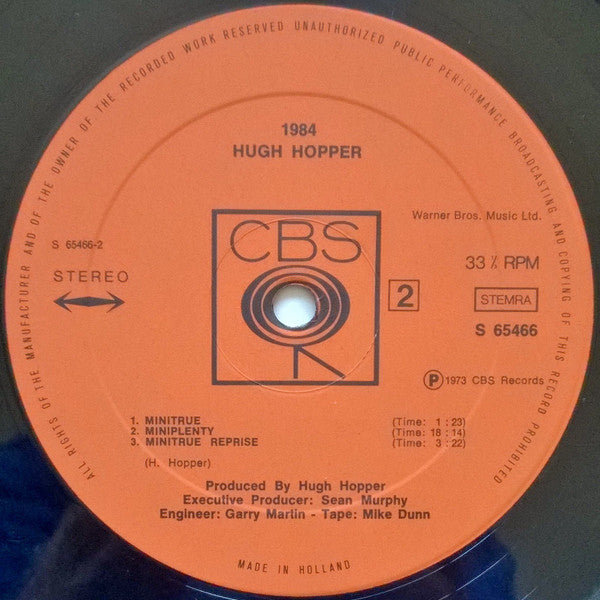 ALL RIGHTS OF THE MANUFACTURER AND OF THE OWNER OF THE RECORDED WORK RESERVED UNAUTHORIZED PUBLIC PERFORMANCE BROADCASTING AND COPYING OF THIS RECORD PROHIBITED
1984
HUGH HOPPER
Warner Bros. Music Ltd.
S 65466-2
STEREO
CBS
2
33 ⅓ RPM
STEMRA
S 65466
Ⓟ 1973 CBS Records
1. MINITRUE (Time: 1 : 23)
2. MINIPLENTY (Time: 18 : 14)
3. MINITRUE REPRISE (Time: 3 : 22)
(H. Hopper)
Produced By Hugh Hopper
Executive Producer: Sean Murphy
Engineer: Garry Martin - Tape: Mike Dunn
MADE IN HOLLAND